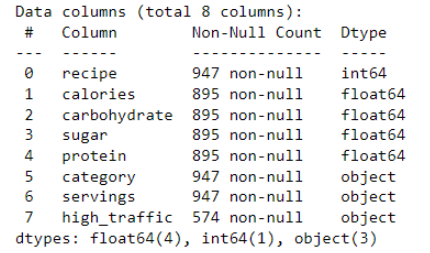 Data columns (total 8 columns):
 #   Column        Non-Null Count  Dtype
---  ------        --------------  -----
 0   recipe        947 non-null    int64
 1   calories      895 non-null    float64
 2   carbohydrate  895 non-null    float64
 3   sugar         895 non-null    float64
 4   protein       895 non-null    float64
 5   category      947 non-null    object
 6   servings      947 non-null    object
 7   high_traffic  574 non-null    object
dtypes: float64(4), int64(1), object(3)